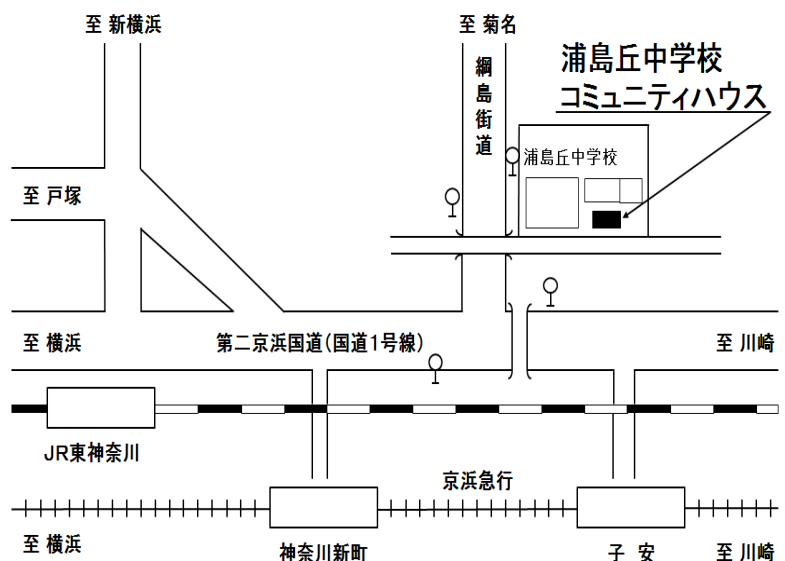 至 新横浜
至 菊名
綱島街道
浦島丘中学校
コミュニティハウス
浦島丘中学校
至 戸塚
至 横浜
第二京浜国道(国道1号線)
至 川崎
JR東神奈川
京浜急行
至 横浜
神奈川新町
子 安
至 川崎